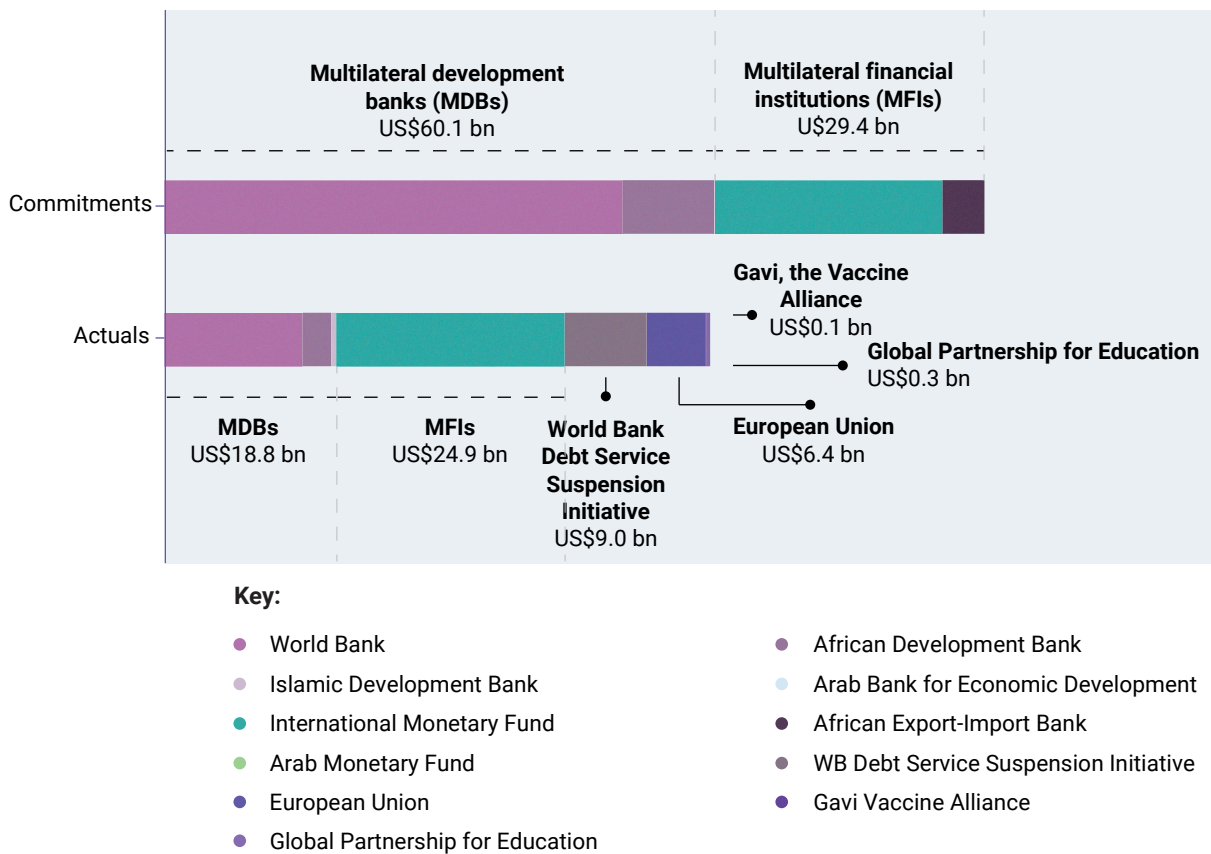 Multilateral development
banks (MDBs)
US$60.1 bn
Multilateral financial
institutions (MFIs)
U$29.4 bn
Commitments
Gavi, the Vaccine
Alliance
US$0.1 bn
Actuals
Global Partnership for Education
US$0.3 bn
MDBs
US$18.8 bn
MFIs
US$24.9 bn
World Bank
Debt Service
Suspension
Initiative
US$9.0 bn
European Union
US$6.4 bn
Key:
World Bank
Islamic Development Bank
International Monetary Fund
Arab Monetary Fund
European Union
Global Partnership for Education
African Development Bank
Arab Bank for Economic Development
African Export-Import Bank
WB Debt Service Suspension Initiative
Gavi Vaccine Alliance